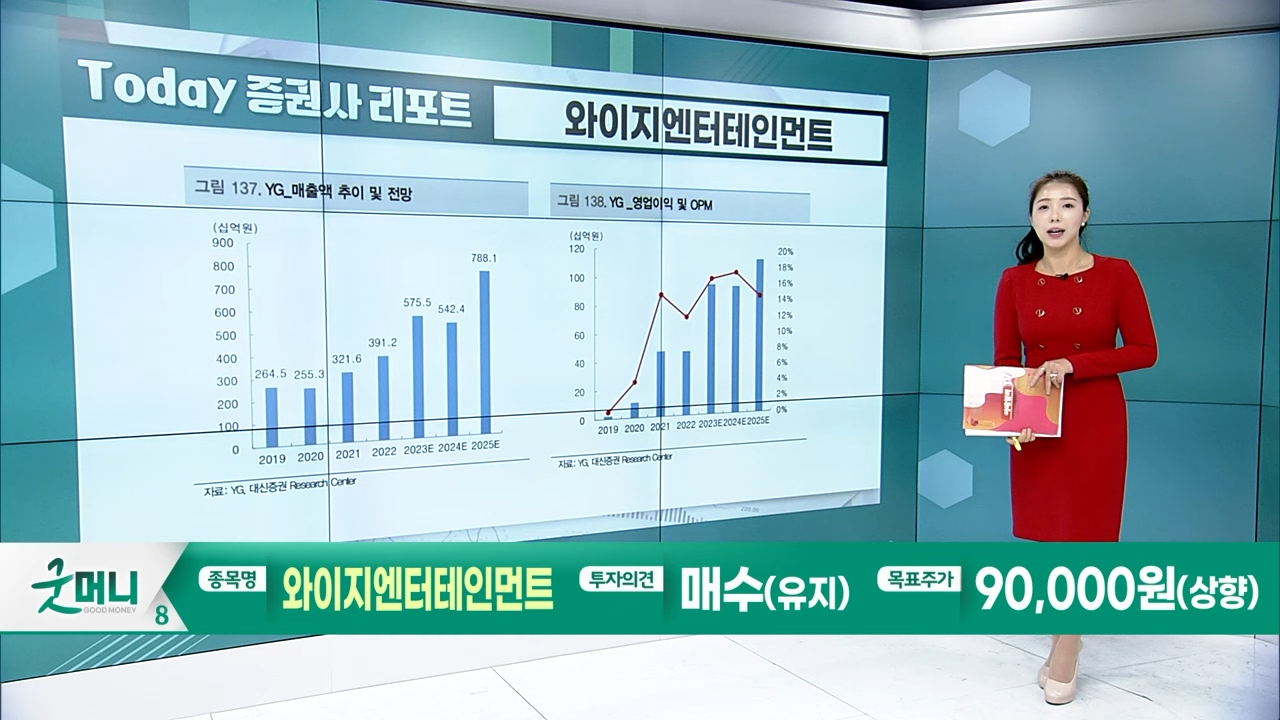 Today 증권사 리포트
와이지엔터테인먼트
그림 137. YG_매출액 추이 및 전망
(십억원)
900
800
700
600
500
400
300
200
100
0
264.5
255.3
321.6
391.2
575.5
542.4
788.1
2019 2020 2021 2022 2023E 2024E 2025E
자료: YG, 대신증권 Research Center
그림 138. YG _영업이익 및 OPM
(십억원)
120
100
80
60
40
20
0
20%
18%
16%
14%
12%
10%
8%
6%
4%
2%
0%
2019 2020 2021 2022 2023E 2024E 2025E
자료: YG, 대신증권 Research Center
굿머니
GOOD MONEY
8
종목명 와이지엔터테인먼트 투자의견 매수(유지) 목표주가 90,000원(상향)